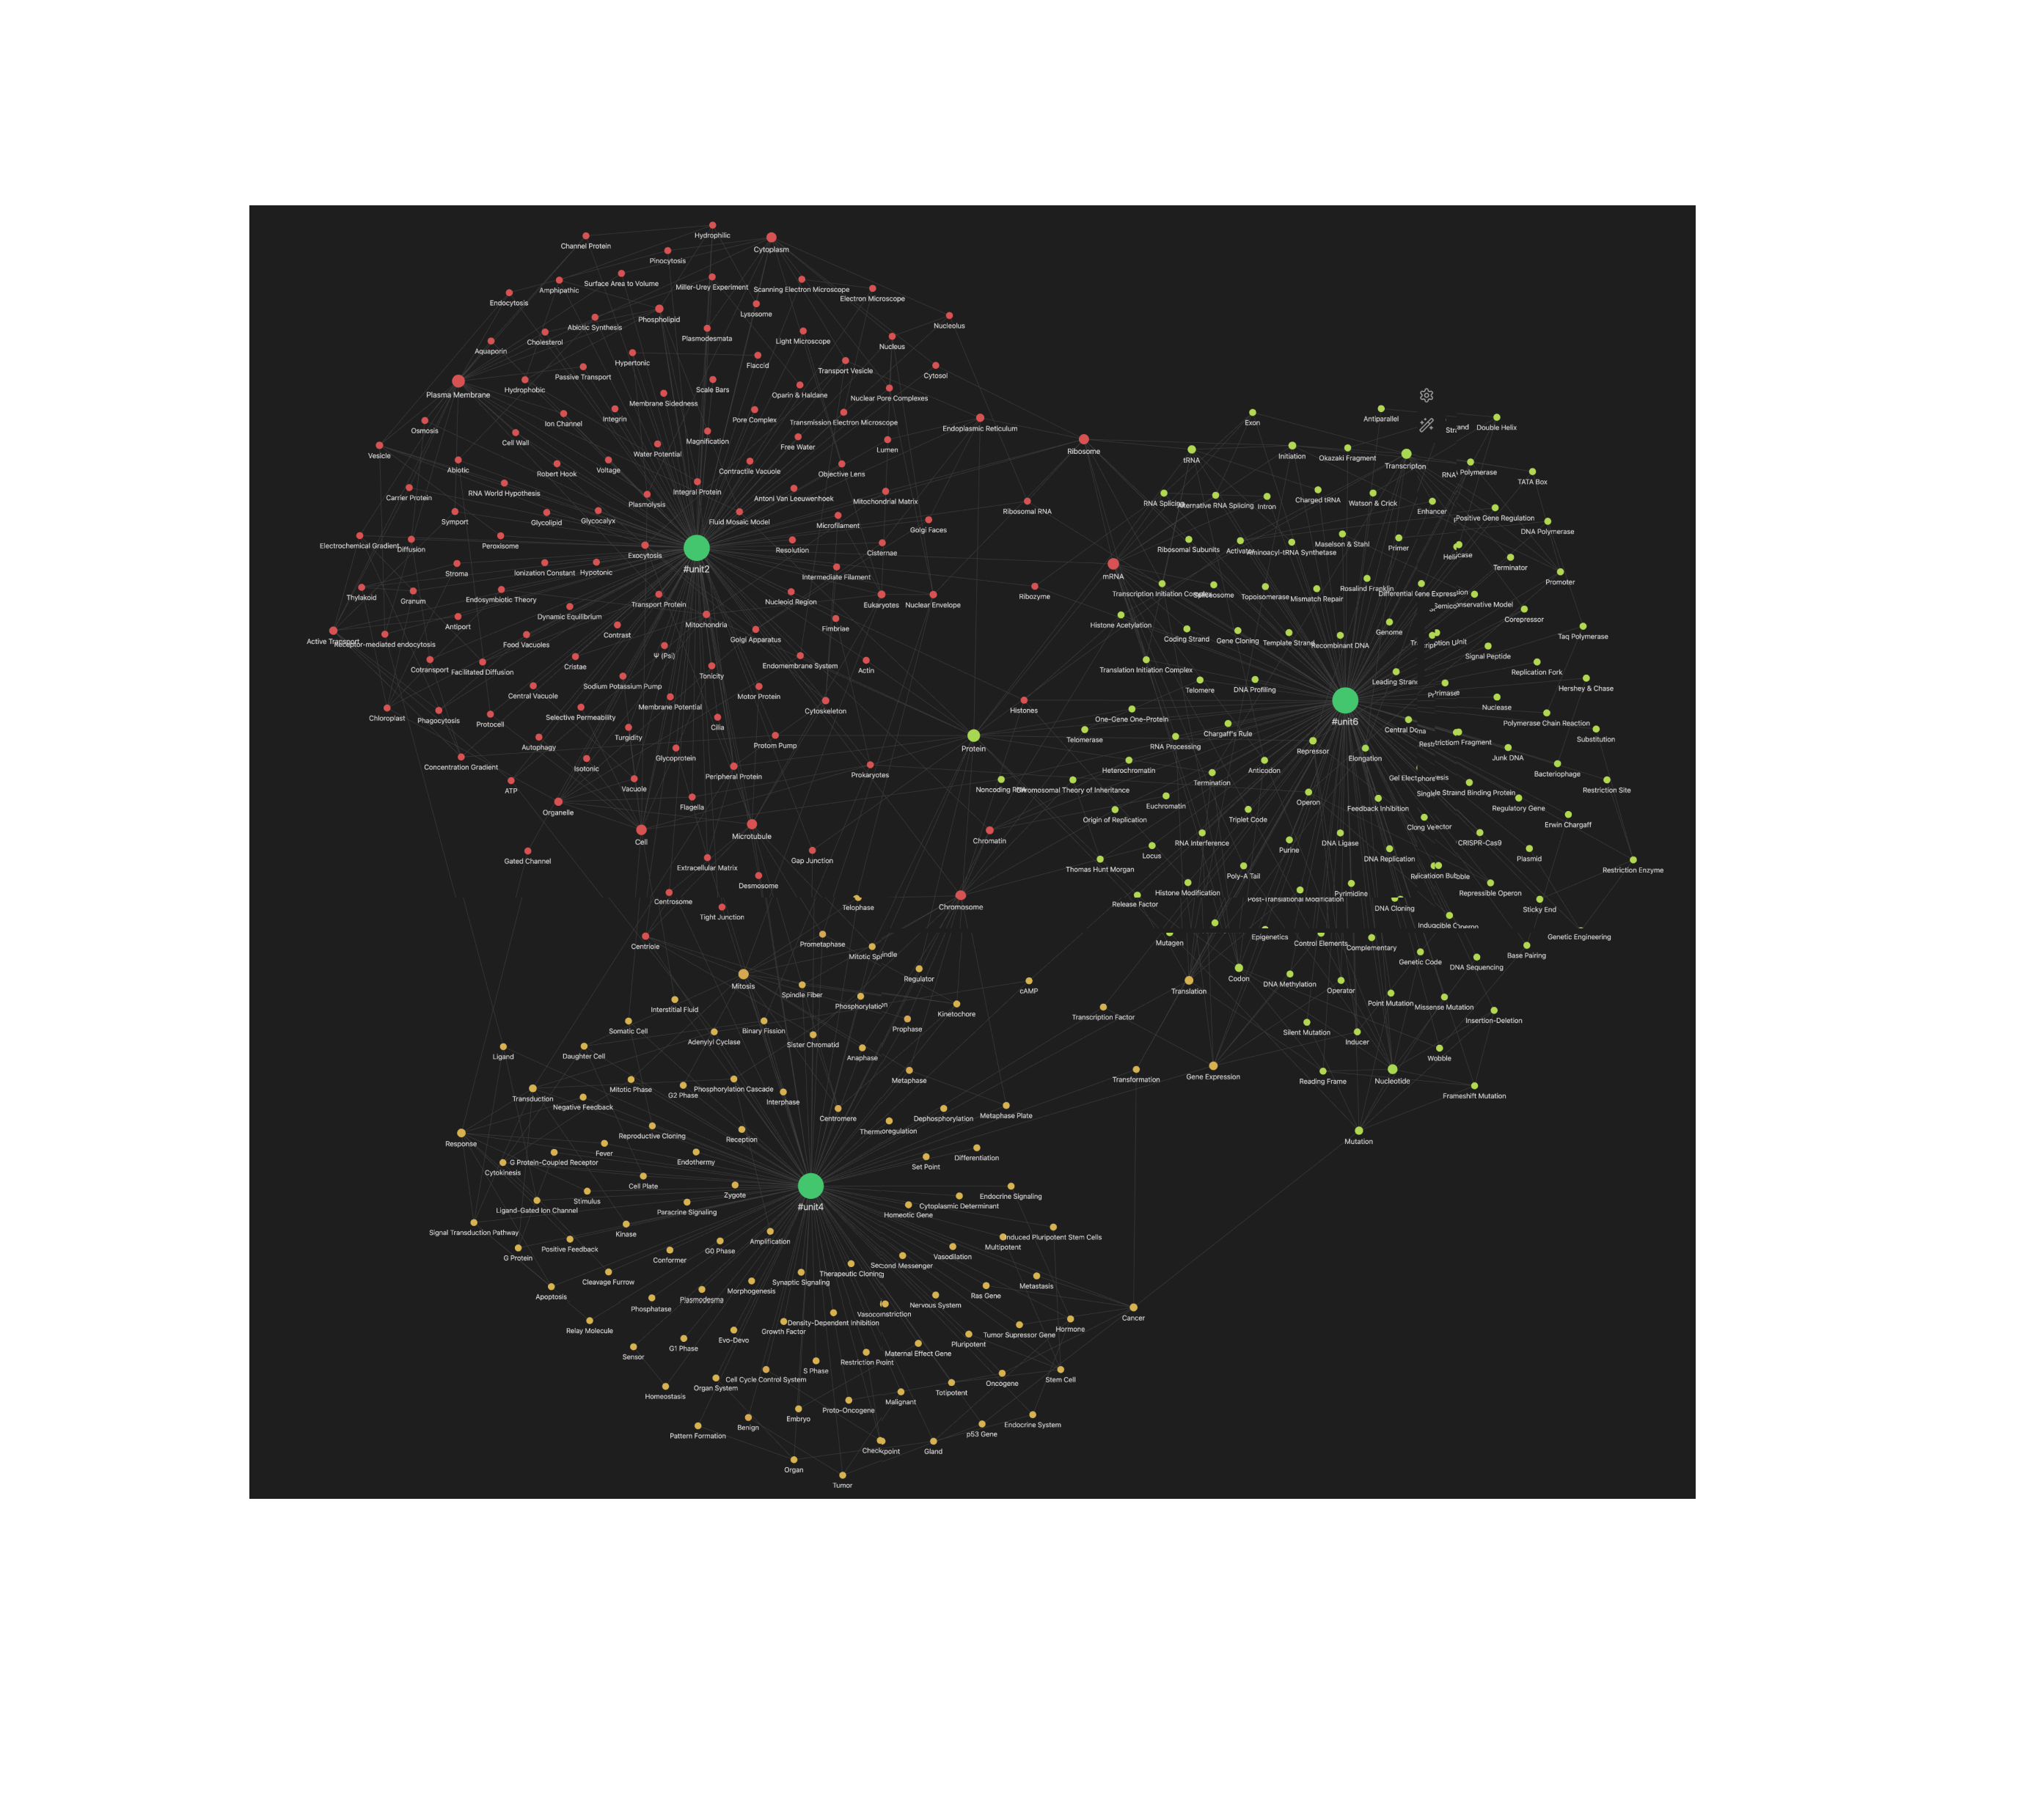 Hydrophilic
Channel Protein
Cytoplasm
Pinocytosis
Surface Area to Volume
Miller-Urey Experiment
Scanning Electron Microscope
Amphipathic
Electron Microscope
Endocytosis
Lysosome
Phospholipid
Abiotic Synthesis
Nucleolus
Plasmodesmata
Cholesterol
Light Microscope
Nucleus
Aquaporin
Hypertonic
Flaccid
Transport Vesicle
Passive Transport
Cytosol
Hydrophobic
Scale Bars
Plasma Membrane
Oparin & Haldane
Nuclear Pore Complexes
Membrane Sidedness
Integrin
Pore Complex
Ion Channel
Transmission Electron Microscope
Endoplasmic Reticulum
Osmosis
Cell Wall
Magnification
Free Water
Lumen
Ribosome
Water Potential
Vesicle
Abiotic
Robert Hook
Voltage
Contractile Vacuole
Objective Lens
Carrier Protein
RNA World Hypothesis
Integral Protein
Antoni Van Leeuwenhoek
Mitochondrial Matrix
Plasmolysis
Ribosomal RNA
Symport
Glycolipid
Glycocalyx
Fluid Mosaic Model
Microfilament
Golgi Faces
Electrochemical Gradient
Diffusion
Peroxisome
Exocytosis
Resolution
Cisternae
#unit2
Stroma
Ionization Constant
Hypotonic
Intermediate Filament
mRNA
Thylakoid
Granum
Endosymbiotic Theory
Transport Protein
Nucleoid Region
Eukaryotes
Nuclear Envelope
Ribozyme
Dynamic Equilibrium
Antiport
Mitochondria
Fimbriae
Active Transport
Receptor-mediated endocytosis
Food Vacuoles
Contrast
Golgi Apparatus
Ψ (Psi)
Cotransport
Facilitated Diffusion
Cristae
Endomembrane System
Actin
Tonicity
Sodium Potassium Pump
Central Vacuole
Motor Protein
Membrane Potential
Cytoskeleton
Histones
Chloroplast
Phagocytosis
Protocell
Selective Permeability
Cilia
Turgidity
Autophagy
Protom Pump
Protein
Concentration Gradient
Isotonic
Glycoprotein
Peripheral Protein
Prokaryotes
ATP
Vacuole
Organelle
Flagella
Cell
Microtubule
Chromatin
Gated Channel
Extracellular Matrix
Gap Junction
Desmosome
Centrosome
Tight Junction
Chromosome
Centriole
Exon
Antiparallel
Double Helix
tRNA
Initiation
Okazaki Fragment
Transcription
RNA Polymerase
TATA Box
RNA Splicing
Alternative RNA Splicing
Intron
Charged tRNA
Watson & Crick
Enhancer
Positive Gene Regulation
DNA Polymerase
Ribosomal Subunits
Activator
Aminoacyl-tRNA Synthetase
Maselson & Stahl
Primer
Helicase
Terminator
Promoter
Transcription Initiation Complex
Spliceosome
Topoisomerase
Mismatch Repair
Rosalind Franklin
Differential Gene Expression
Semiconservative Model
Corepressor
Histone Acetylation
Coding Strand
Gene Cloning
Template Strand
Recombinant DNA
Genome
Taq Polymerase
Signal Peptide
Translation Initiation Complex
Replication Fork
Telomere
DNA Profiling
Leading Strand
Primase
Hershey & Chase
Nuclease
#unit6
One-Gene One-Protein
Polymerase Chain Reaction
Telomerase
RNA Processing
Chargaff's Rule
Central Dogma
Substitution
Restriction Fragment
Repressor
Elongation
Junk DNA
Heterochromatin
Anticodon
Bacteriophage
Noncoding RNA
Chromosomal Theory of Inheritance
Termination
Gel Electrophoresis
Single Strand Binding Protein
Restriction Site
Euchromatin
Operon
Feedback Inhibition
Regulatory Gene
Origin of Replication
Triplet Code
Cloning Vector
Erwin Chargaff
RNA Interference
DNA Ligase
CRISPR-Cas9
Locus
Purine
DNA Replication
Plasmid
Thomas Hunt Morgan
Poly-A Tail
Replication Bubble
Restriction Enzyme
Histone Modification
Pyrimidine
Repressible Operon
Release Factor
Post-Translational Modification
DNA Cloning
Sticky End
Inducible Operon
Mutagen
Epigenetics
Control Elements
Complementary
Genetic Engineering
Base Pairing
Genetic Code
DNA Sequencing
Codon
DNA Methylation
Operator
Translation
Point Mutation
Missense Mutation
Insertion-Deletion
Silent Mutation
Inducer
Wobble
Gene Expression
Reading Frame
Nucleotide
Frameshift Mutation
Mutation
Telophase
Prometaphase
Mitotic Spindle
Regulator
Mitosis
Spindle Fiber
cAMP
Interstitial Fluid
Phosphorylation
Kinetochore
Transcription Factor
Somatic Cell
Binary Fission
Prophase
Adenylyl Cyclase
Sister Chromatid
Ligand
Daughter Cell
Anaphase
Metaphase
Transformation
Transduction
Mitotic Phase
G2 Phase
Phosphorylation Cascade
Interphase
Negative Feedback
Centromere
Dephosphorylation
Metaphase Plate
Response
Reproductive Cloning
Reception
Thermoregulation
Fever
Cytokinesis
G Protein-Coupled Receptor
Endothermy
Set Point
Differentiation
Cell Plate
Zygote
#unit4
Stimulus
Endocrine Signaling
Ligand-Gated Ion Channel
Paracrine Signaling
Homeotic Gene
Cytoplasmic Determinant
Signal Transduction Pathway
Kinase
Amplification
Induced Pluripotent Stem Cells
Multipotent
G Protein
Positive Feedback
Conformer
G0 Phase
Vasodilation
Cleavage Furrow
Synaptic Signaling
Therapeutic Cloning
Second Messenger
Metastasis
Apoptosis
Morphogenesis
Ras Gene
Phosphatase
Plasmodesma
Nervous System
Vasoconstriction
Cancer
Relay Molecule
Growth Factor
Density-Dependent Inhibition
Hormone
Tumor Supressor Gene
Evo-Devo
G1 Phase
Pluripotent
Sensor
Maternal Effect Gene
Restriction Point
S Phase
Cell Cycle Control System
Stem Cell
Homeostasis
Organ System
Totipotent
Oncogene
Malignant
Proto-Oncogene
Embryo
Endocrine System
Pattern Formation
Benign
p53 Gene
Checkpoint
Gland
Organ
Tumor